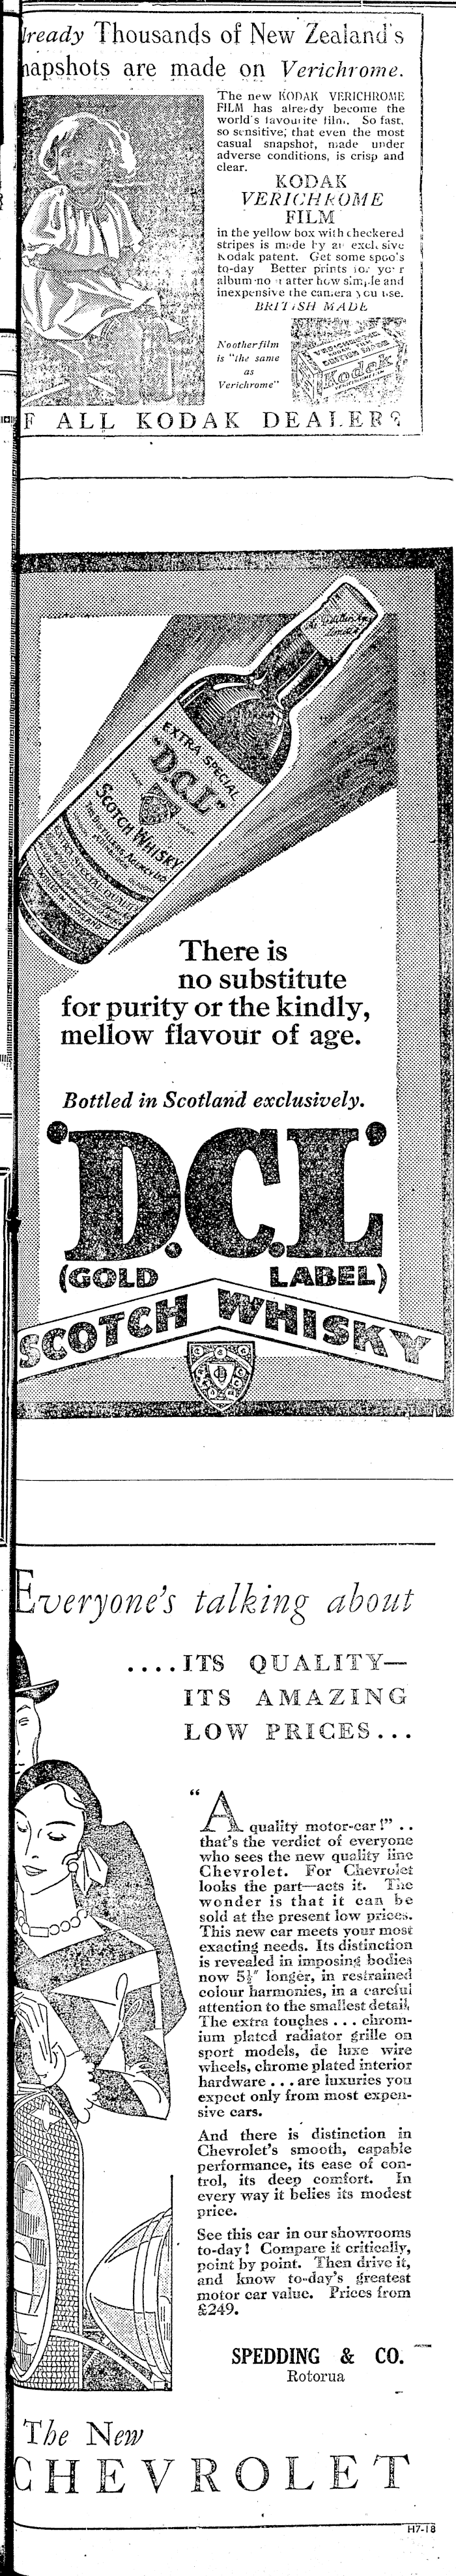 lready Thousands of New Zealand's
napshots are made on Verichrome.
The new KODAK VERICHROME
FILM has already become the
world's favourite film. So fast,
so sensitive, that even the most
casual snapshot, made under
adverse conditions, is crisp and
clear.
KODAK
VERICHROME
FILM
in the yellow box with checkered
stripes is made by an exclusive
Kodak patent. Get some spoo's
to-day Better prints for your
album no matter how simple and
inexpensive the camera you use.
BRITISH MADE
No other film
is "the same
as
Verichrome"
VERICHROME
Kodak
F ALL KODAK DEALERS
EXTRA SPECIAL
"D.C.L"
SCOTCH WHISKY
THE DISTILLERS AGENCY LTD
EXTRA SPECIAL QUALITY
There is
no substitute
for purity or the kindly,
mellow flavour of age.
Bottled in Scotland exclusively.
'D.C.L'
(GOLD LABEL)
SCOTCH WHISKY
Everyone's talking about
....ITS QUALITY—
ITS AMAZING
LOW PRICES...
"A quality motor-car!" ..
that's the verdict of everyone
who sees the new quality line
Chevrolet. For Chevrolet
looks the part—acts it. The
wonder is that it can be
sold at the present low prices.
This new car meets your most
exacting needs. Its distinction
is revealed in imposing bodies
now 5½" longer, in restrained
colour harmonies, in a careful
attention to the smallest detail.
The extra touches ... chrom-
ium plated radiator grille on
sport models, de luxe wire
wheels, chrome plated interior
hardware ... are luxuries you
expect only from most expen-
sive cars.
And there is distinction in
Chevrolet's smooth, capable
performance, its ease of con-
trol, its deep comfort. In
every way it belies its modest
price.
See this car in our showrooms
to-day! Compare it critically,
point by point. Then drive it,
and know to-day's greatest
motor car value. Prices from
£249.
SPEDDING & CO.
Rotorua
The New
CHEVROLET
H7-18